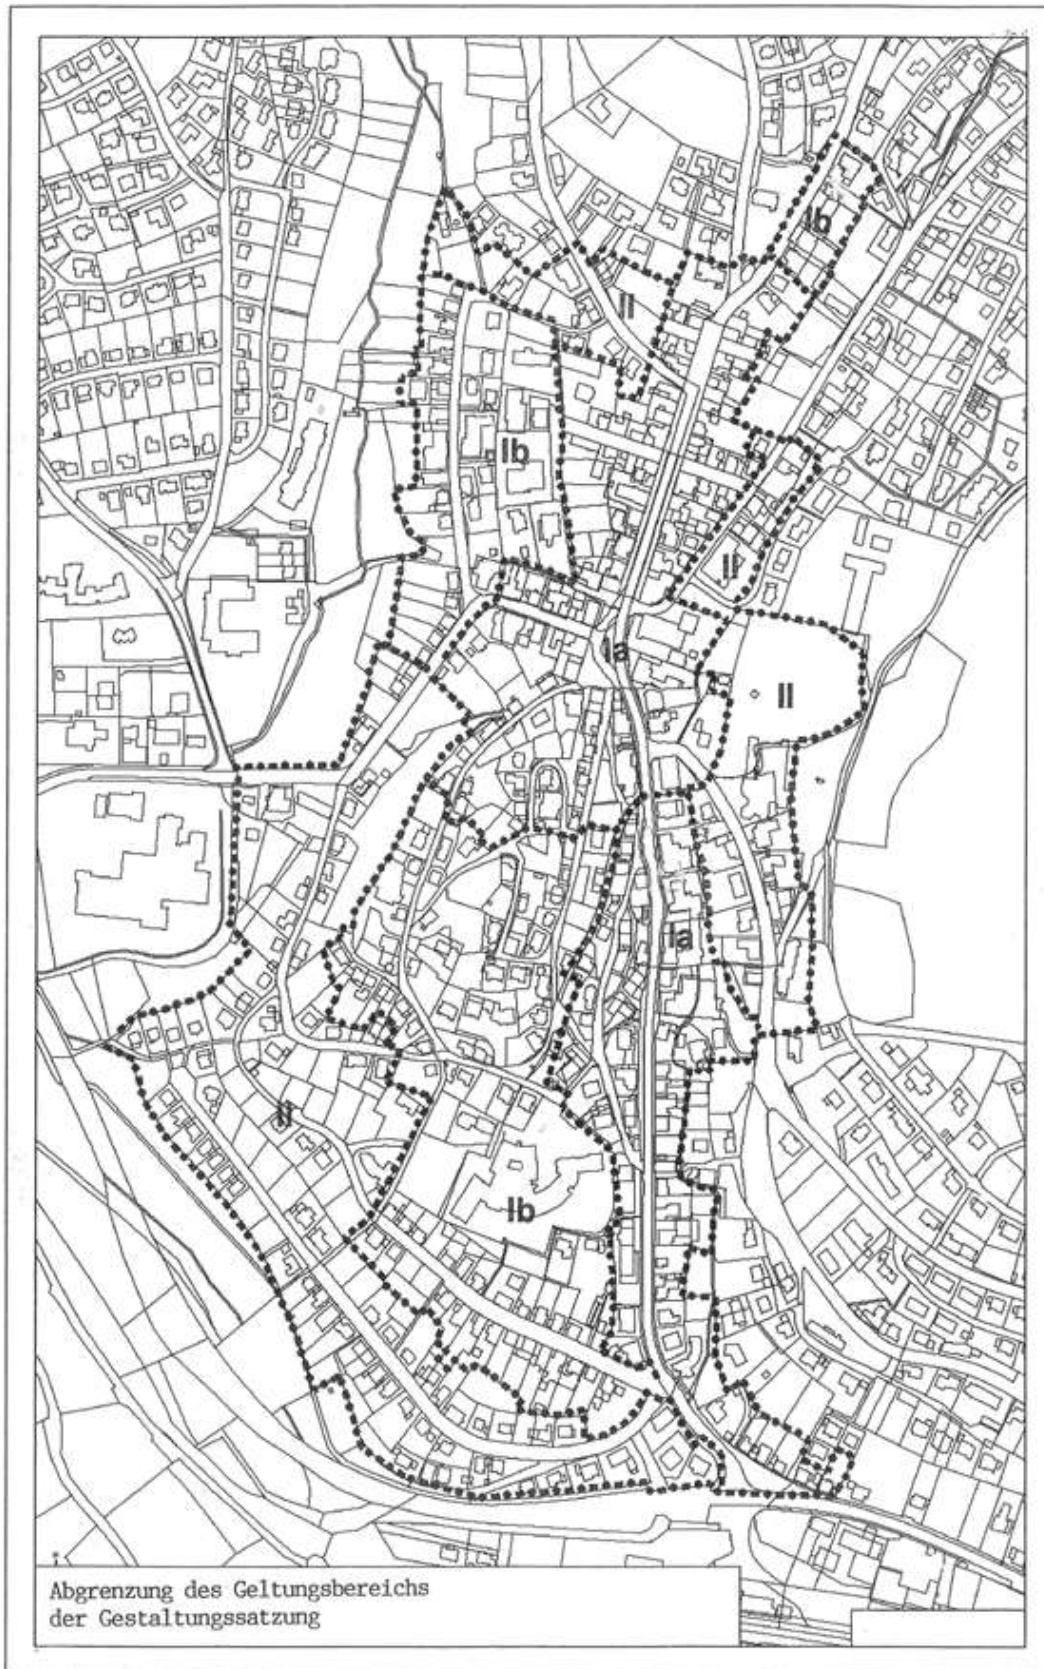 Ib
II
Ib
II
Ia
II
Ia
II
Ib
Abgrenzung des Geltungsbereichs
der Gestaltungssatzung